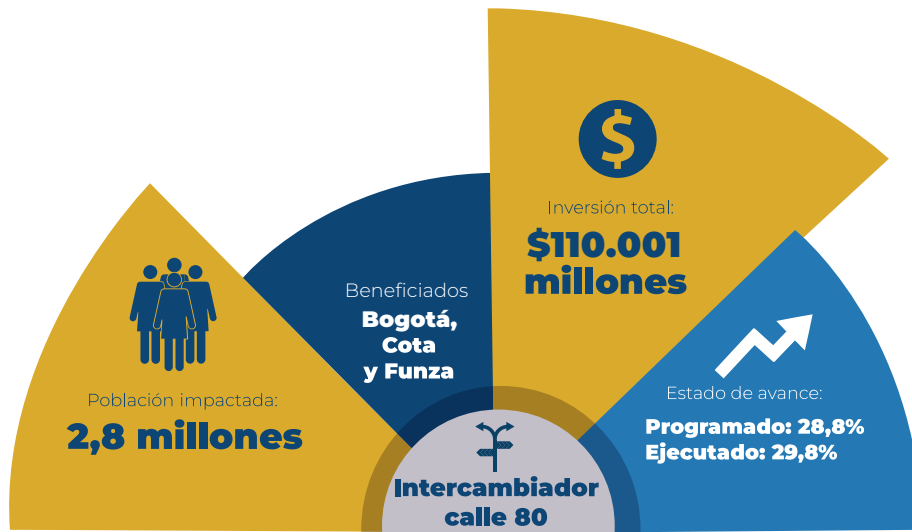 Población impactada:
2,8 millones
Beneficiados
Bogotá,
Cota
y Funza
$
Inversión total:
$110.001
millones
Estado de avance:
Programado: 28,8%
Ejecutado: 29,8%
Intercambiador
calle 80